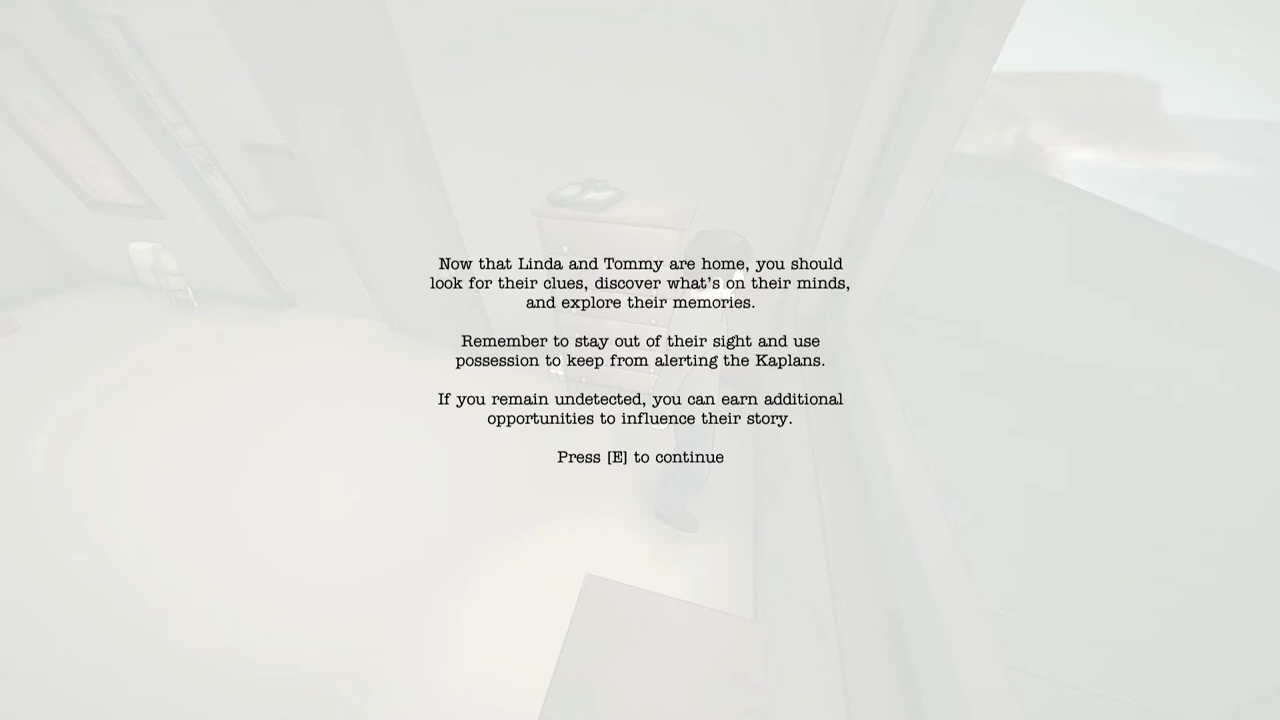 Now that Linda and Tommy are home, you should
look for their clues, discover what's on their minds,
and explore their memories.
Remember to stay out of their sight and use
possession to keep from alerting the Kaplans.
If you remain undetected, you can earn additional
opportunities to influence their story.
Press [E] to continue